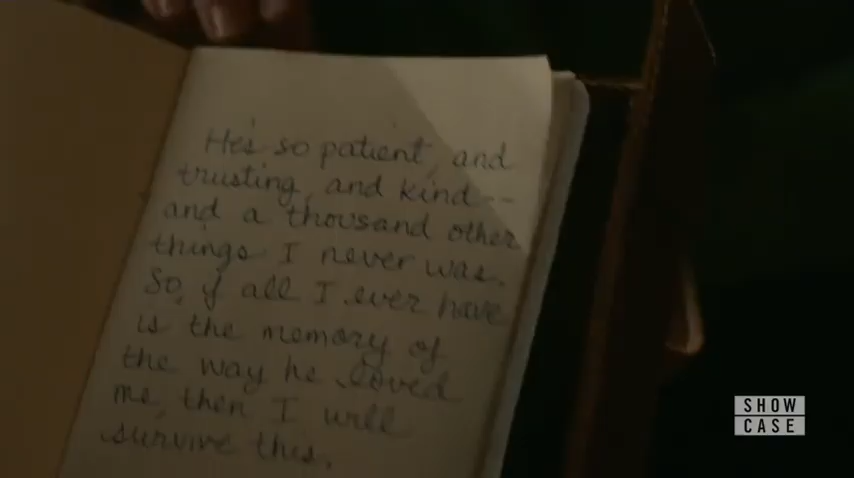 He's so patient, and
trusting, and kind--
and a thousand other
things I never was.
So, if all I ever have
is the memory of
the way he loved
me, then I will
survive this.
SHOW
CASE